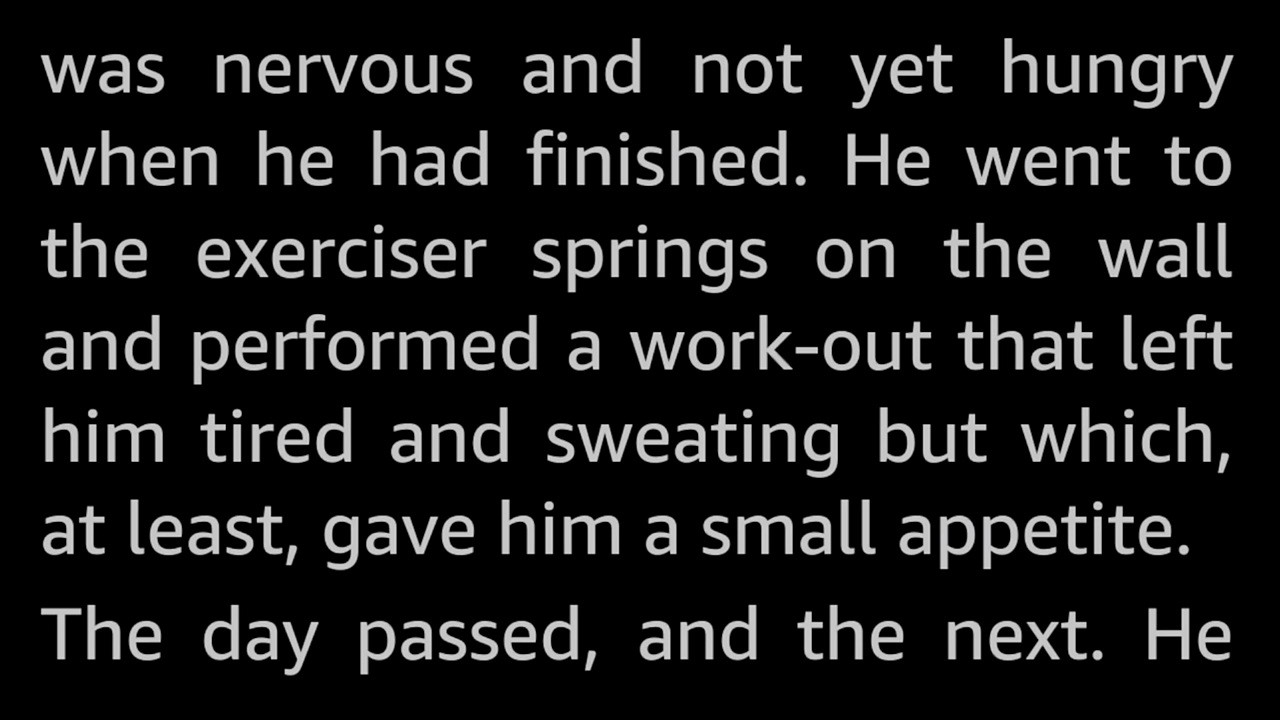 was nervous and not yet hungry
when he had finished. He went to
the exerciser springs on the wall
and performed a work-out that left
him tired and sweating but which,
at least, gave him a small appetite.
The day passed, and the next. He